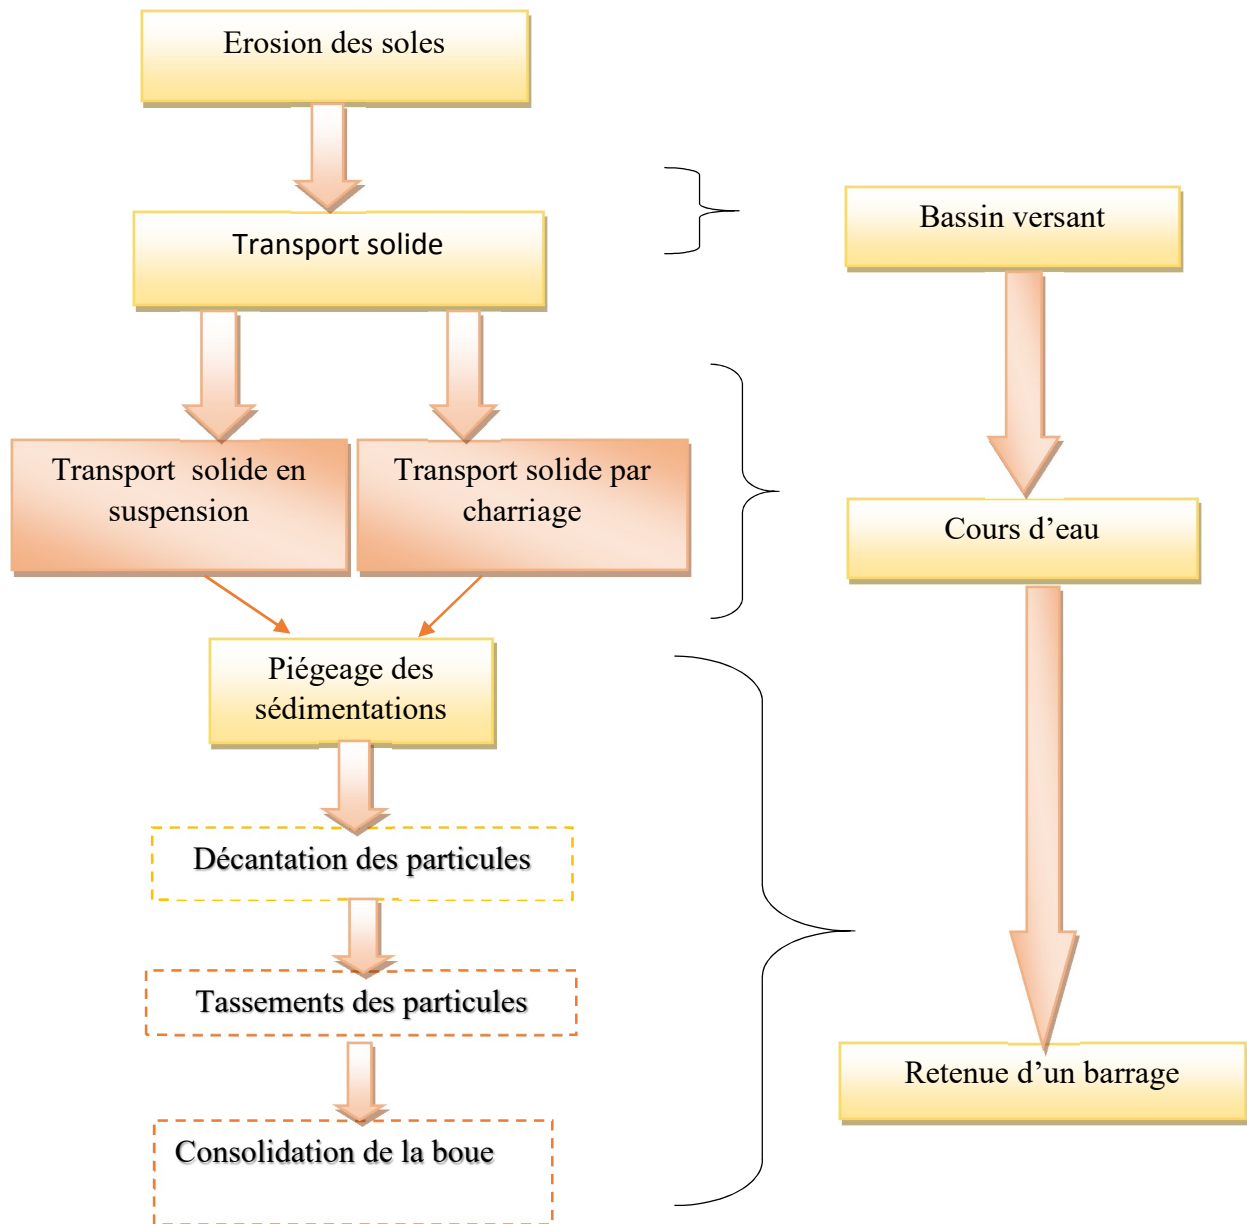 Erosion des soles
Transport solide
Bassin versant
Transport solide en
suspension
Transport solide par
charriage
Cours d’eau
Piégeage des
sédimentations
Décantation des particules
Tassements des particules
Retenue d’un barrage
Consolidation de la boue